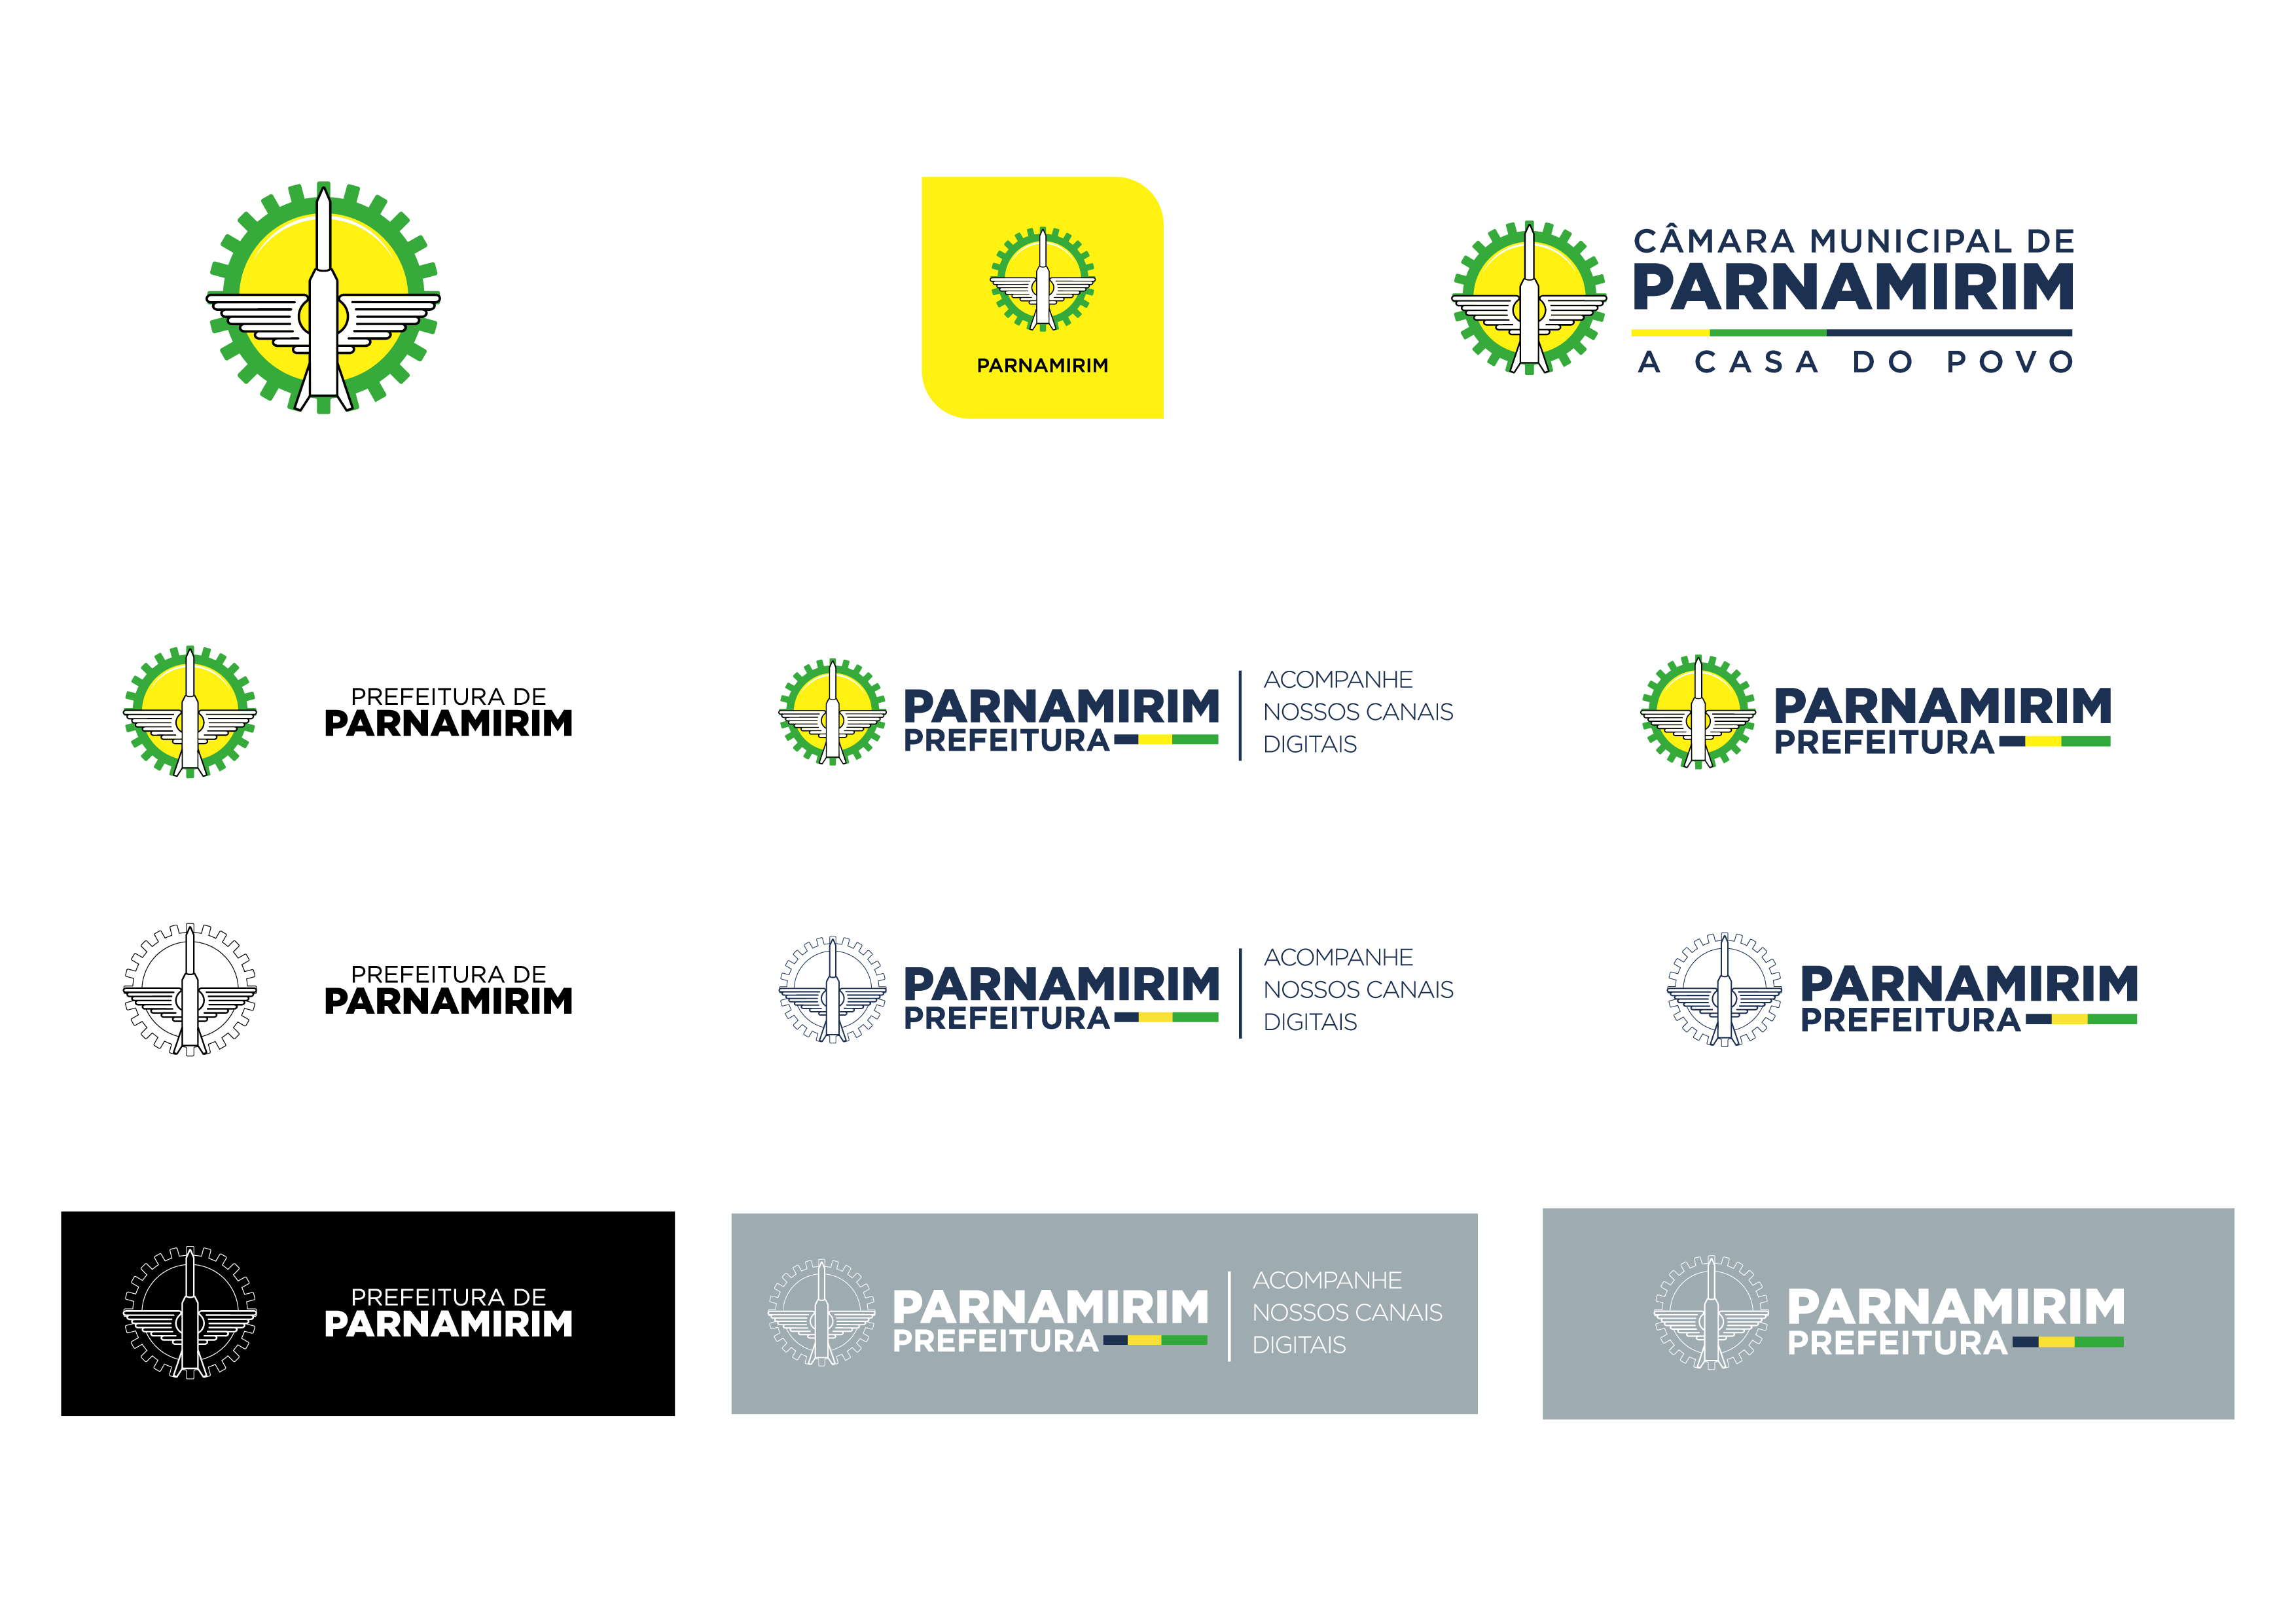 PARNAMIRIM
CÂMARA MUNICIPAL DE
PARNAMIRIM
A CASA DO POVO
PREFEITURA DE
PARNAMIRIM
PARNAMIRIM
PREFEITURA
ACOMPANHE
NOSSOS CANAIS
DIGITAIS
PARNAMIRIM
PREFEITURA
PREFEITURA DE
PARNAMIRIM
PARNAMIRIM
PREFEITURA
ACOMPANHE
NOSSOS CANAIS
DIGITAIS
PARNAMIRIM
PREFEITURA
PREFEITURA DE
PARNAMIRIM
PARNAMIRIM
PREFEITURA
ACOMPANHE
NOSSOS CANAIS
DIGITAIS
PARNAMIRIM
PREFEITURA